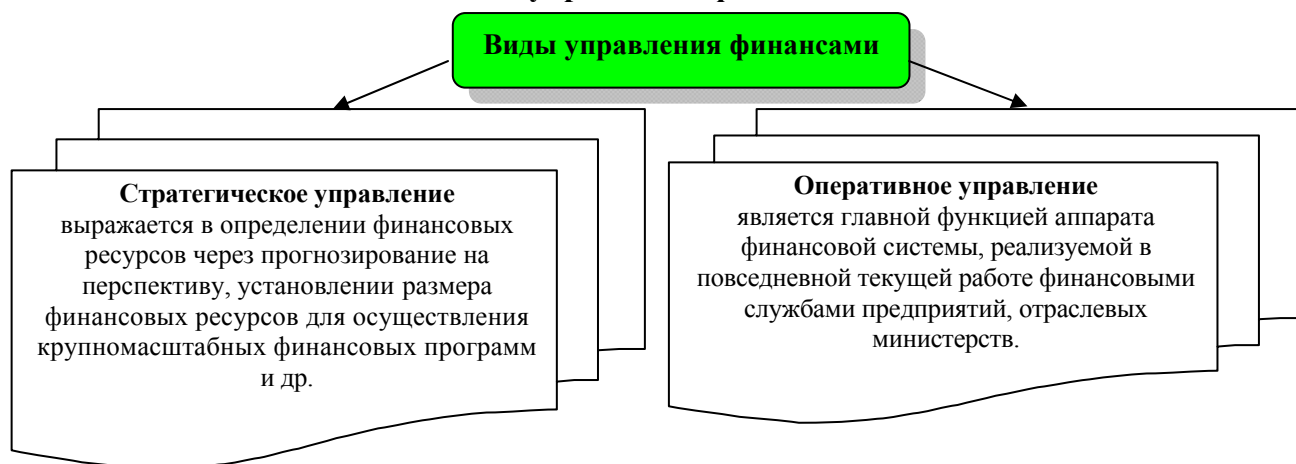 Виды управления финансами
Стратегическое управление
выражается в определении финансовых
ресурсов через прогнозирование на
перспективу, установлении размера
финансовых ресурсов для осуществления
крупномасштабных финансовых программ
и др.
Оперативное управление
является главной функцией аппарата
финансовой системы, реализуемой в
повседневной текущей работе финансовыми
службами предприятий, отраслевых
министерств.